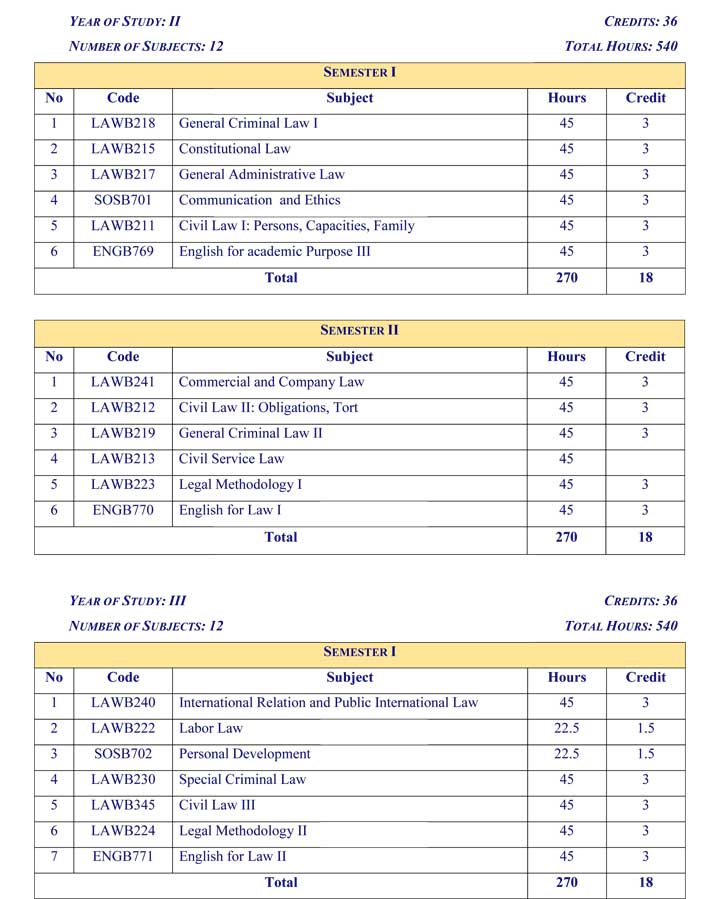 YEAR OF STUDY: II CREDITS: 36
NUMBER OF SUBJECTS: 12 TOTAL HOURS: 540
SEMESTER I
No Code Subject Hours Credit
1 LAWB218 General Criminal Law I 45 3
2 LAWB215 Constitutional Law 45 3
3 LAWB217 General Administrative Law 45 3
4 SOSB701 Communication and Ethics 45 3
5 LAWB211 Civil Law I: Persons, Capacities, Family 45 3
6 ENGB769 English for academic Purpose III 45 3
Total 270 18
SEMESTER II
No Code Subject Hours Credit
1 LAWB241 Commercial and Company Law 45 3
2 LAWB212 Civil Law II: Obligations, Tort 45 3
3 LAWB219 General Criminal Law II 45 3
4 LAWB213 Civil Service Law 45
5 LAWB223 Legal Methodology I 45 3
6 ENGB770 English for Law I 45 3
Total 270 18
YEAR OF STUDY: III CREDITS: 36
NUMBER OF SUBJECTS: 12 TOTAL HOURS: 540
SEMESTER I
No Code Subject Hours Credit
1 LAWB240 International Relation and Public International Law 45 3
2 LAWB222 Labor Law 22.5 1.5
3 SOSB702 Personal Development 22.5 1.5
4 LAWB230 Special Criminal Law 45 3
5 LAWB345 Civil Law III 45 3
6 LAWB224 Legal Methodology II 45 3
7 ENGB771 English for Law II 45 3
Total 270 18